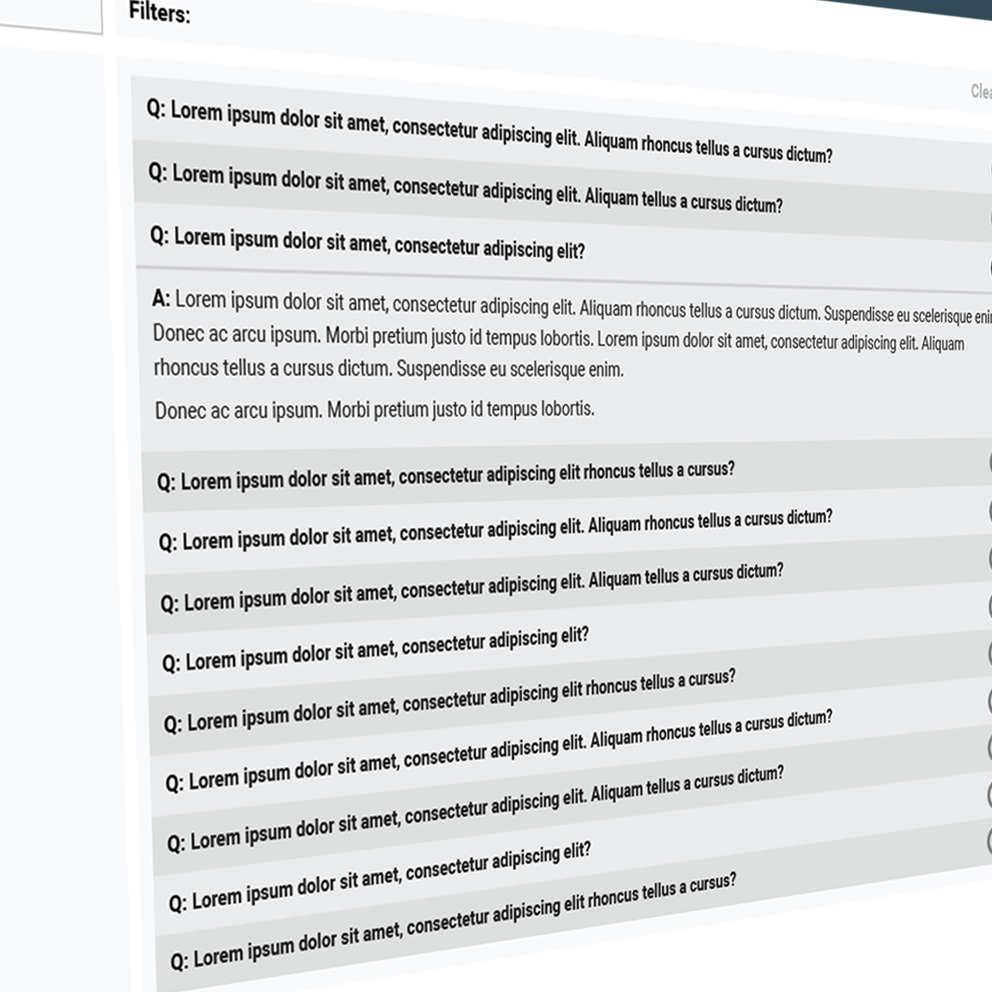 Filters:
Q: Lorem ipsum dolor sit amet, consectetur adipiscing elit. Aliquam rhoncus tellus a cursus dictum?
Q: Lorem ipsum dolor sit amet, consectetur adipiscing elit. Aliquam tellus a cursus dictum?
Q: Lorem ipsum dolor sit amet, consectetur adipiscing elit?
A: Lorem ipsum dolor sit amet, consectetur adipiscing elit. Aliquam rhoncus tellus a cursus dictum. Suspendisse eu scelerisque
Donec ac arcu ipsum. Morbi pretium justo id tempus lobortis. Lorem ipsum dolor sit amet, consectetur adipiscing elit. Aliquam
rhoncus tellus a cursus dictum. Suspendisse eu scelerisque enim.
Donec ac arcu ipsum. Morbi pretium justo id tempus lobortis.
Q: Lorem ipsum dolor sit amet, consectetur adipiscing elit rhoncus tellus a cursus?
Q: Lorem ipsum dolor sit amet, consectetur adipiscing elit. Aliquam rhoncus tellus a cursus dictum?
Q: Lorem ipsum dolor sit amet, consectetur adipiscing elit. Aliquam tellus a cursus dictum?
Q: Lorem ipsum dolor sit amet, consectetur adipiscing elit?
Q: Lorem ipsum dolor sit amet, consectetur adipiscing elit rhoncus tellus a cursus?
Q: Lorem ipsum dolor sit amet, consectetur adipiscing elit. Aliquam rhoncus tellus a cursus dictum?
Q: Lorem ipsum dolor sit amet, consectetur adipiscing elit. Aliquam tellus a cursus dictum?
Q: Lorem ipsum dolor sit amet, consectetur adipiscing elit?
Q: Lorem ipsum dolor sit amet, consectetur adipiscing elit rhoncus tellus a cursus?